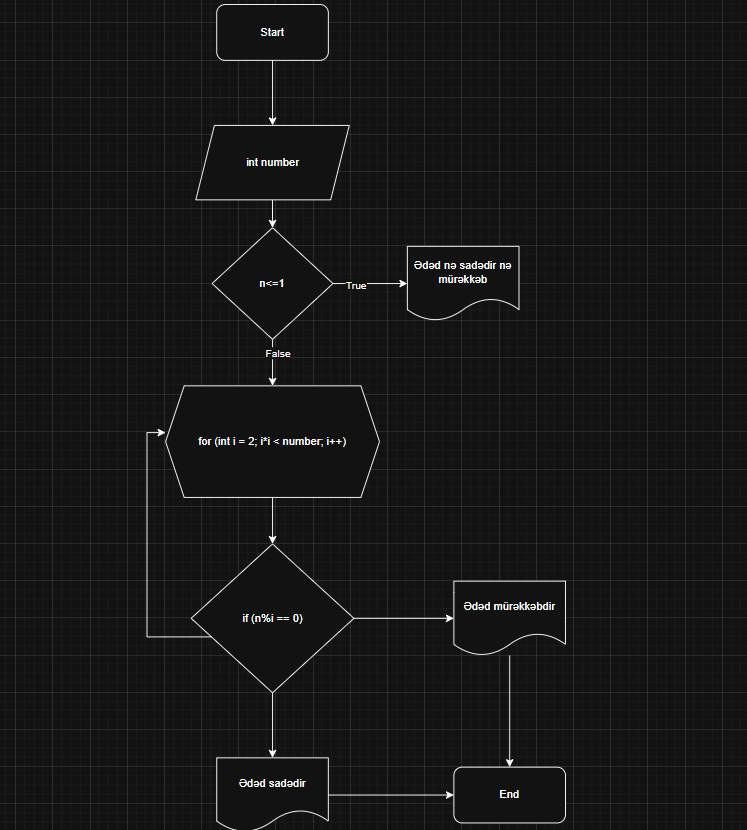 Start
int number
n<=1
True
Ədəd nə sadədir nə
mürəkkəb
False
for (int i = 2; i*i < number; i++)
if (n%i == 0)
Ədəd mürəkkəbdir
Ədəd sadədir
End